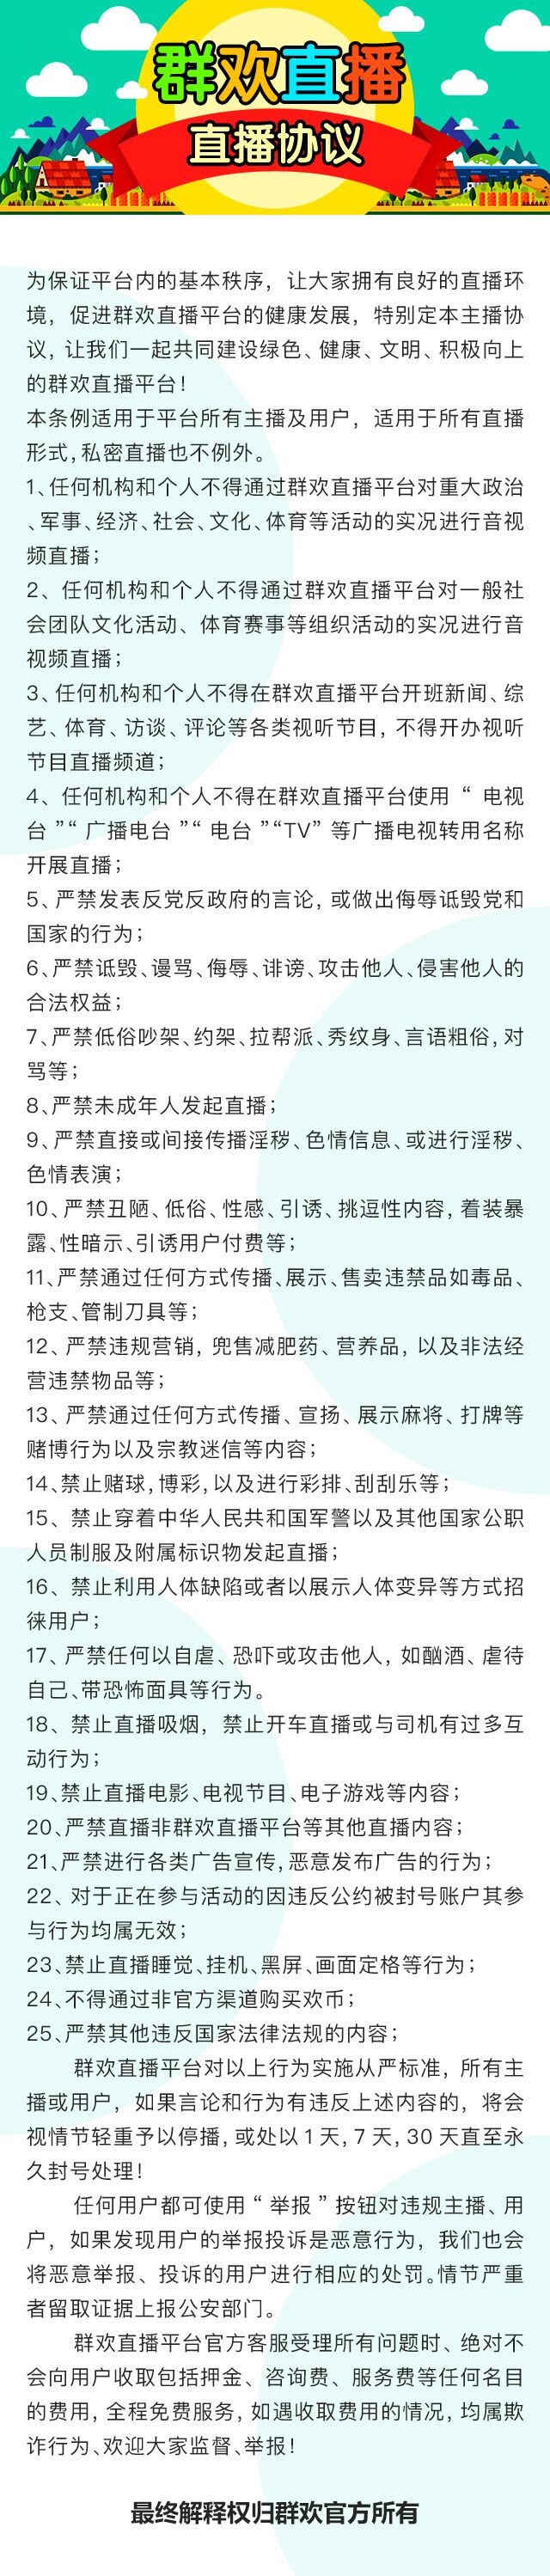 群欢直播
直播协议
为保证平台内的基本秩序，让大家拥有良好的直播环
境，促进群欢直播平台的健康发展，特别定本主播协
议，让我们一起共同建设绿色、健康、文明、积极向上
的群欢直播平台！
本条例适用于平台所有主播及用户，适用于所有直播
形式，私密直播也不例外。
1、任何机构和个人不得通过群欢直播平台对重大政治
、军事、经济、社会、文化、体育等活动的实况进行音视
频直播；
2、任何机构和个人不得通过群欢直播平台对一般社
会团队文化活动、体育赛事等组织活动的实况进行音
视频直播；
3、任何机构和个人不得在群欢直播平台开班新闻、综
艺、体育、访谈、评论等各类视听节目，不得开办视听
节目直播频道；
4、任何机构和个人不得在群欢直播平台使用“电视
台”“广播电台”“电台”“TV”等广播电视转用名称
开展直播；
5、严禁发表反党反政府的言论，或做出侮辱诋毁党和
国家的行为；
6、严禁诋毁、谩骂、侮辱、诽谤、攻击他人、侵害他人的
合法权益；
7、严禁低俗吵架、约架、拉帮派、秀纹身、言语粗俗，对
骂等；
8、严禁未成年人发起直播；
9、严禁直接或间接传播淫秽、色情信息、或进行淫秽、
色情表演；
10、严禁丑陋、低俗、性感、引诱、挑逗性内容，着装暴
露、性暗示、引诱用户付费等；
11、严禁通过任何方式传播、展示、售卖违禁品如毒品、
枪支、管制刀具等；
12、严禁违规营销，兜售减肥药、营养品，以及非法经
营违禁物品等；
13、严禁通过任何方式传播、宣扬、展示麻将、打牌等
赌博行为以及宗教迷信等内容；
14、禁止赌球，博彩，以及进行彩排、刮刮乐等；
15、禁止穿着中华人民共和国军警以及其他国家公职
人员制服及附属标识物发起直播；
16、禁止利用人体缺陷或者以展示人体变异等方式招
徕用户；
17、严禁任何以自虐、恐吓或攻击他人，如酗酒、虐待
自己、带恐怖面具等行为。
18、禁止直播吸烟，禁止开车直播或与司机有过多互
动行为；
19、禁止直播电影、电视节目、电子游戏等内容；
20、严禁直播非群欢直播平台等其他直播内容；
21、严禁进行各类广告宣传，恶意发布广告的行为；
22、对于正在参与活动的因违反公约被封号账户其参
与行为均属无效；
23、禁止直播睡觉、挂机、黑屏、画面定格等行为；
24、不得通过非官方渠道购买欢币；
25、严禁其他违反国家法律法规的内容；
群欢直播平台对以上行为实施从严标准，所有主
播或用户，如果言论和行为有违反上述内容的，将会
视情节轻重予以停播，或处以1天，7天，30天直至永
久封号处理！
任何用户都可使用“举报”按钮对违规主播、用
户，如果发现用户的举报投诉是恶意行为，我们也会
将恶意举报、投诉的用户进行相应的处罚。情节严重
者留取证据上报公安部门。
群欢直播平台官方客服受理所有问题时、绝对不
会向用户收取包括押金、咨询费、服务费等任何名目
的费用，全程免费服务，如遇收取费用的情况，均属欺
诈行为、欢迎大家监督、举报！
最终解释权归群欢官方所有